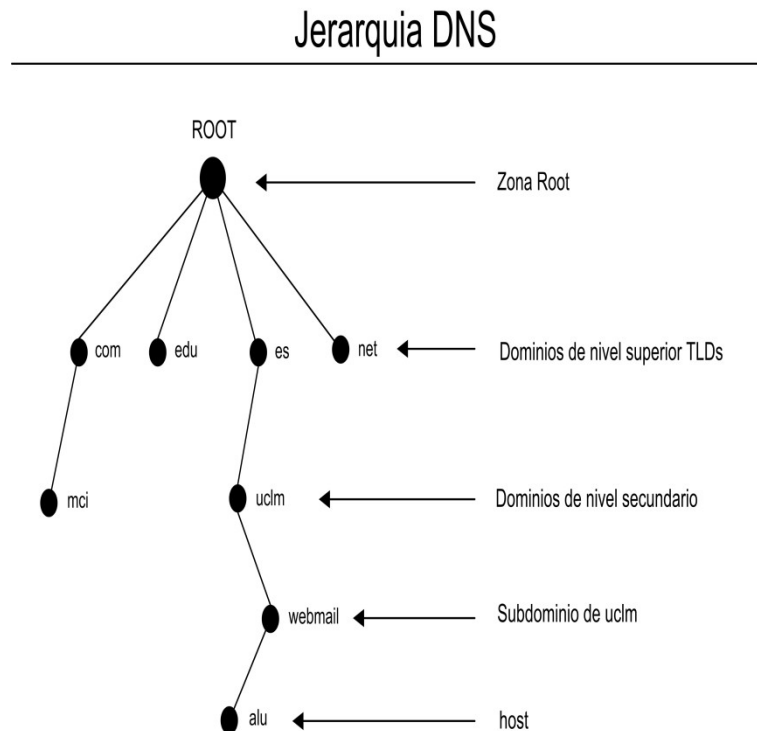 Jerarquia DNS
ROOT
Zona Root
com
edu
es
net
Dominios de nivel superior TLDs
mci
uclm
Dominios de nivel secundario
webmail
Subdominio de uclm
alu
host